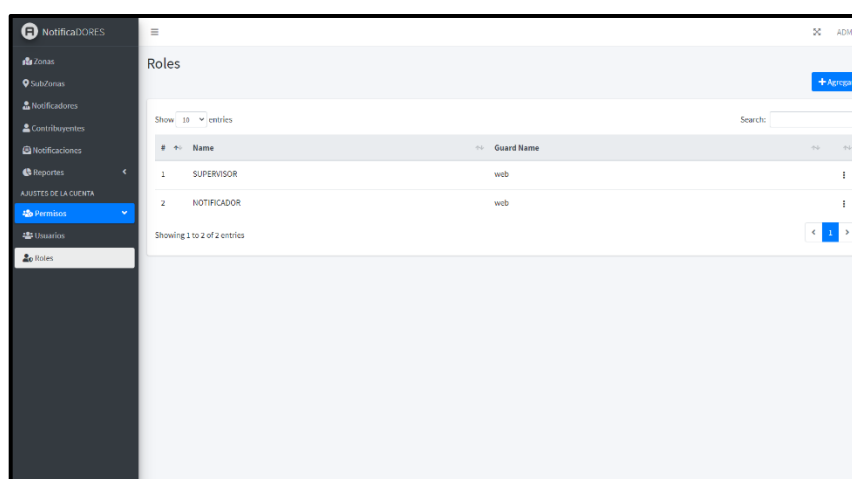 NotificaDORES
Zonas
SubZonas
Notificadores
Contribuyentes
Notificaciones
Reportes
AJUSTES DE LA CUENTA
Permisos
Usuarios
Roles
ADM
Roles
+ Agregar
Show 10 entries
Search:
# Name Guard Name
1 SUPERVISOR web
2 NOTIFICADOR web
Showing 1 to 2 of 2 entries
1